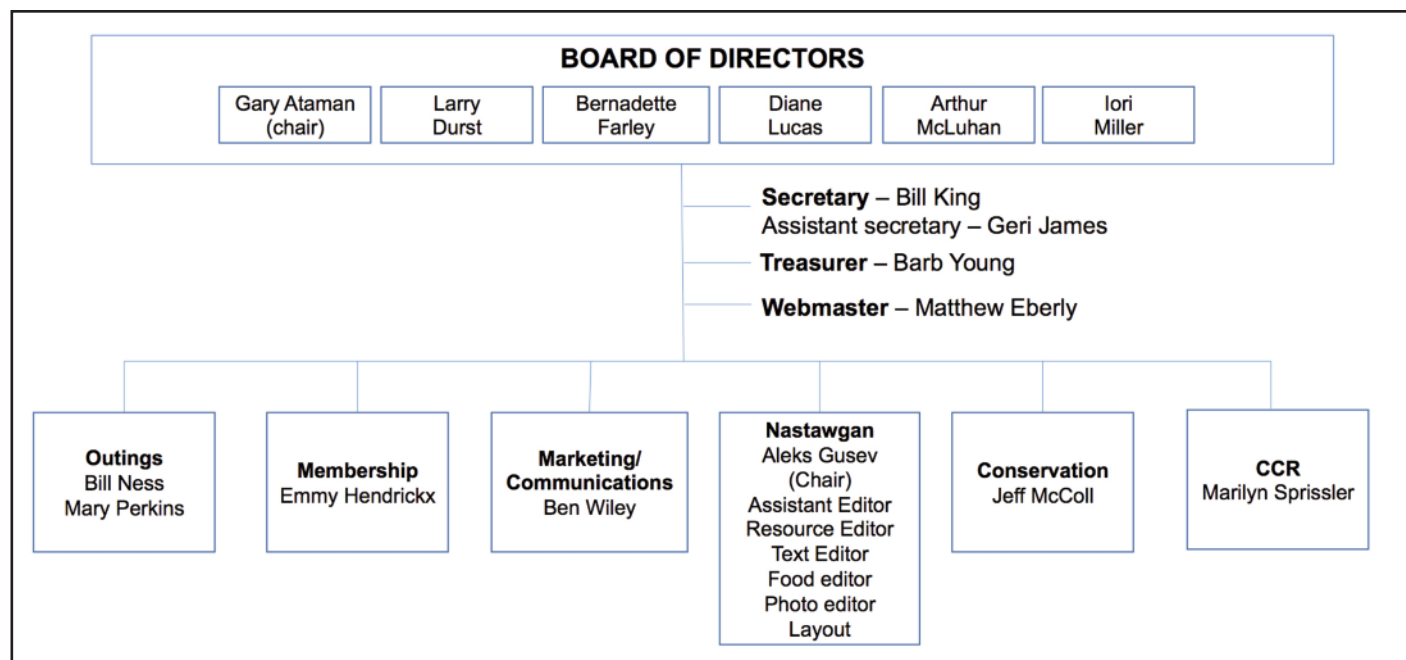 BOARD OF DIRECTORS
Gary Ataman
(chair)
Larry
Durst
Bernadette
Farley
Diane
Lucas
Arthur
McLuhan
Iori
Miller
Secretary – Bill King
Assistant secretary – Geri James
Treasurer – Barb Young
Webmaster – Matthew Eberly
Outings
Bill Ness
Mary Perkins
Membership
Emmy Hendrickx
Marketing/
Communications
Ben Wiley
Nastawgan
Aleks Gusev
(Chair)
Assistant Editor
Resource Editor
Text Editor
Food editor
Photo editor
Layout
Conservation
Jeff McColl
CCR
Marilyn Sprissler